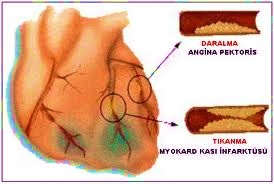 DARALMA
ANGİNA PEKTORİS
TIKANMA
MYOKARD KASI İNFARKTÜSÜ